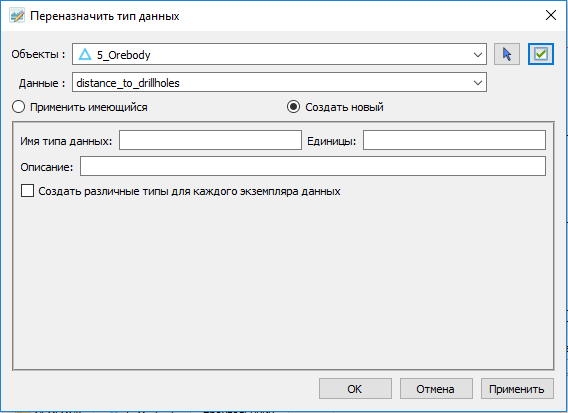 Переназначить тип данных
Объекты : 5_Orebody
Данные : distance_to_drillholes
Применить имеющийся Создать новый
Имя типа данных: Единицы:
Описание:
Создать различные типы для каждого экземпляра данных
OK Отмена Применить